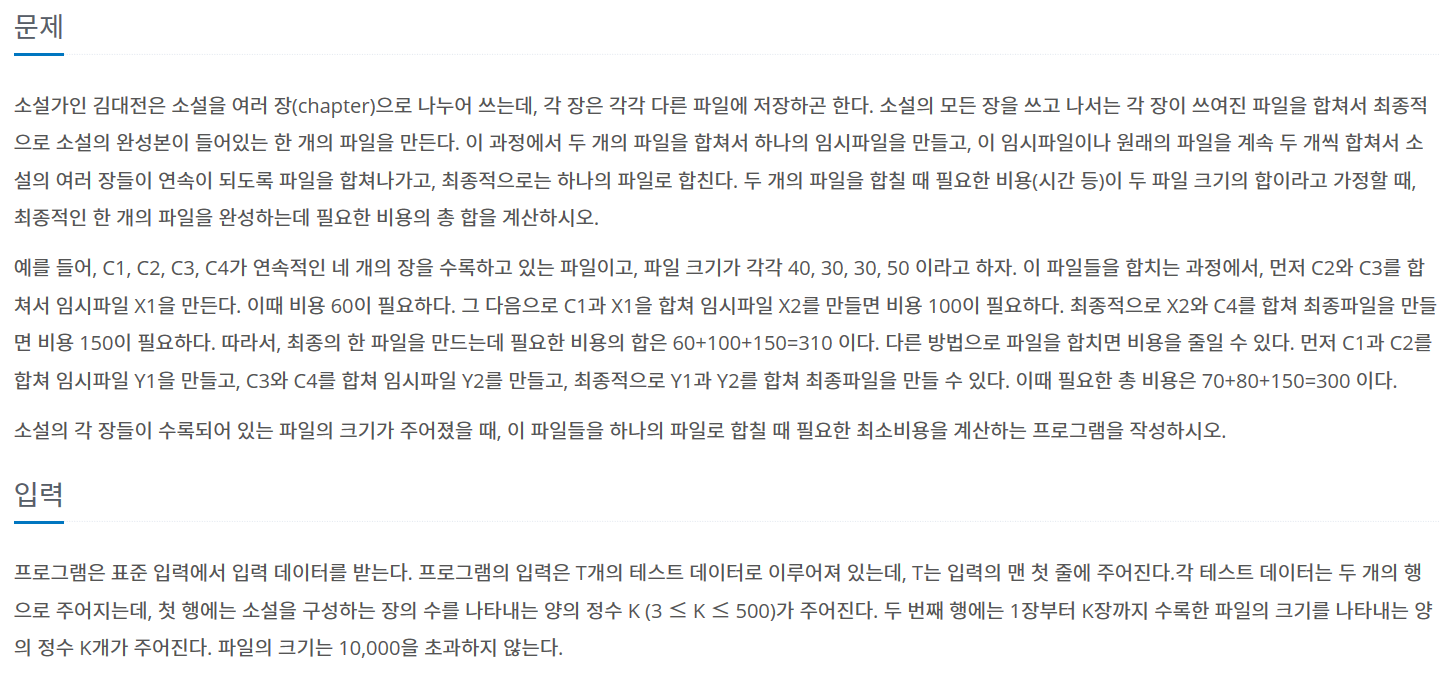 문제
소설가인 김대전은 소설을 여러 장(chapter)으로 나누어 쓰는데, 각 장은 각각 다른 파일에 저장하곤 한다. 소설의 모든 장을 쓰고 나서는 각 장이 쓰여진 파일을 합쳐서 최종적
으로 소설의 완성본이 들어있는 한 개의 파일을 만든다. 이 과정에서 두 개의 파일을 합쳐서 하나의 임시파일을 만들고, 이 임시파일이나 원래의 파일을 계속 두 개씩 합쳐서 소
설의 여러 장들이 연속이 되도록 파일을 합쳐나가고, 최종적으로는 하나의 파일로 합친다. 두 개의 파일을 합칠 때 필요한 비용(시간 등)이 두 파일 크기의 합이라고 가정할 때,
최종적인 한 개의 파일을 완성하는데 필요한 비용의 총 합을 계산하시오.
예를 들어, C1, C2, C3, C4가 연속적인 네 개의 장을 수록하고 있는 파일이고, 파일 크기가 각각 40, 30, 30, 50 이라고 하자. 이 파일들을 합치는 과정에서, 먼저 C2와 C3를 합
쳐서 임시파일 X1을 만든다. 이때 비용 60이 필요하다. 그 다음으로 C1과 X1을 합쳐 임시파일 X2를 만들면 비용 100이 필요하다. 최종적으로 X2와 C4를 합쳐 최종파일을 만들
면 비용 150이 필요하다. 따라서, 최종의 한 파일을 만드는데 필요한 비용의 합은 60+100+150=310 이다. 다른 방법으로 파일을 합치면 비용을 줄일 수 있다. 먼저 C1과 C2를
합쳐 임시파일 Y1을 만들고, C3와 C4를 합쳐 임시파일 Y2를 만들고, 최종적으로 Y1과 Y2를 합쳐 최종파일을 만들 수 있다. 이때 필요한 총 비용은 70+80+150=300 이다.
소설의 각 장들이 수록되어 있는 파일의 크기가 주어졌을 때, 이 파일들을 하나의 파일로 합칠 때 필요한 최소비용을 계산하는 프로그램을 작성하시오.
입력
프로그램은 표준 입력에서 입력 데이터를 받는다. 프로그램의 입력은 T개의 테스트 데이터로 이루어져 있는데, T는 입력의 맨 첫 줄에 주어진다.각 테스트 데이터는 두 개의 행
으로 주어지는데, 첫 행에는 소설을 구성하는 장의 수를 나타내는 양의 정수 K (3 ≤ K ≤ 500)가 주어진다. 두 번째 행에는 1장부터 K장까지 수록한 파일의 크기를 나타내는 양
의 정수 K개가 주어진다. 파일의 크기는 10,000을 초과하지 않는다.